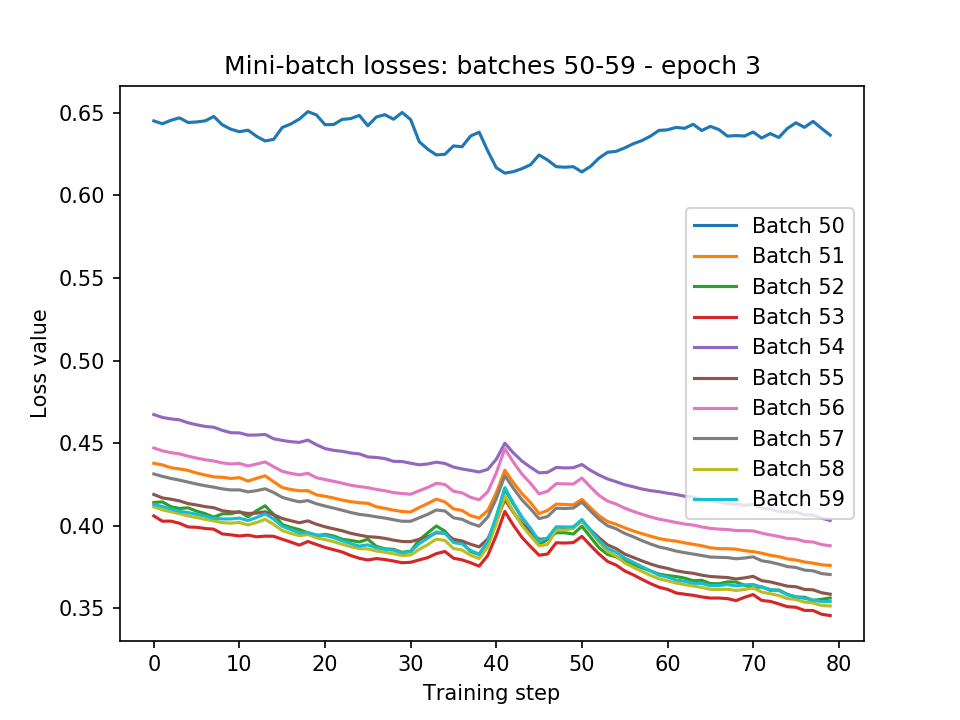 Mini-batch losses: batches 50-59 - epoch 3
Loss value
0.65
0.60
0.55
0.50
0.45
0.40
0.35
Batch 50
Batch 51
Batch 52
Batch 53
Batch 54
Batch 55
Batch 56
Batch 57
Batch 58
Batch 59
0 10 20 30 40 50 60 70 80
Training step